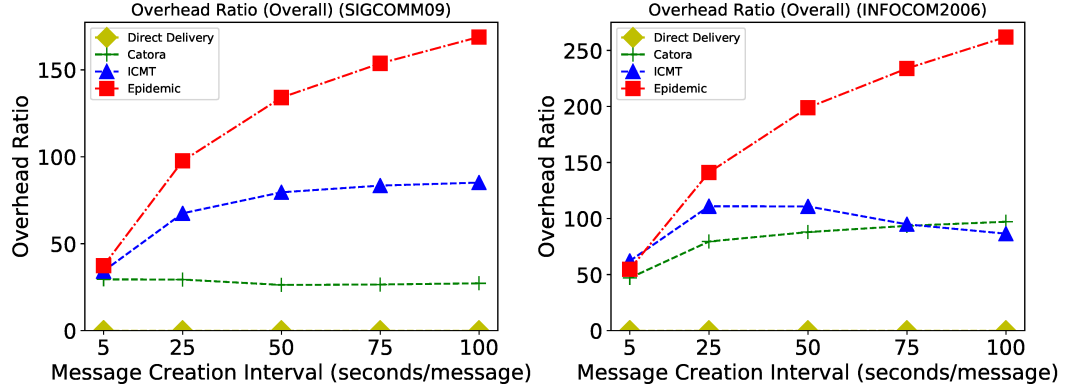 Overhead Ratio (Overall) (SIGCOMM09)
Overhead Ratio
150
100
50
0
Direct Delivery
Catora
ICMT
Epidemic
5 25 50 75 100
Message Creation Interval (seconds/message)
Overhead Ratio (Overall) (INFOCOM2006)
Overhead Ratio
250
200
150
100
50
0
Direct Delivery
Catora
ICMT
Epidemic
5 25 50 75 100
Message Creation Interval (seconds/message)